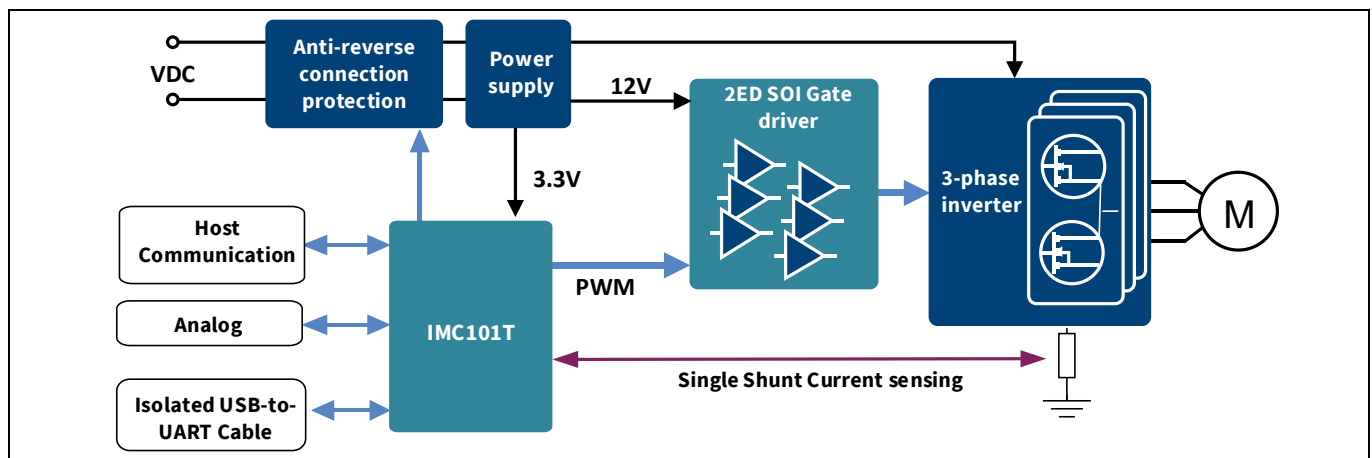 VDC
Anti-reverse
connection
protection
Power
supply
12V
3.3V
2ED SOI Gate
driver
3-phase
inverter
M
Host
Communication
Analog
Isolated USB-to-
UART Cable
IMC101T
PWM
Single Shunt Current sensing